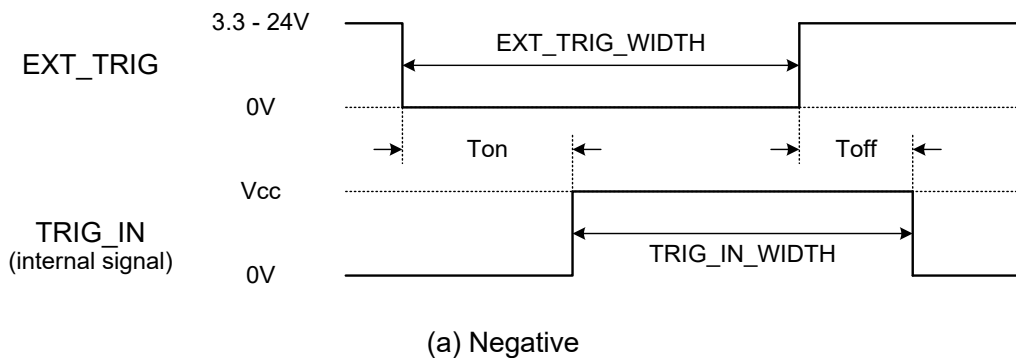 3.3 - 24V
EXT_TRIG_WIDTH
EXT_TRIG
0V
Ton
Toff
Vcc
TRIG_IN
(internal signal)
TRIG_IN_WIDTH
0V
(a) Negative